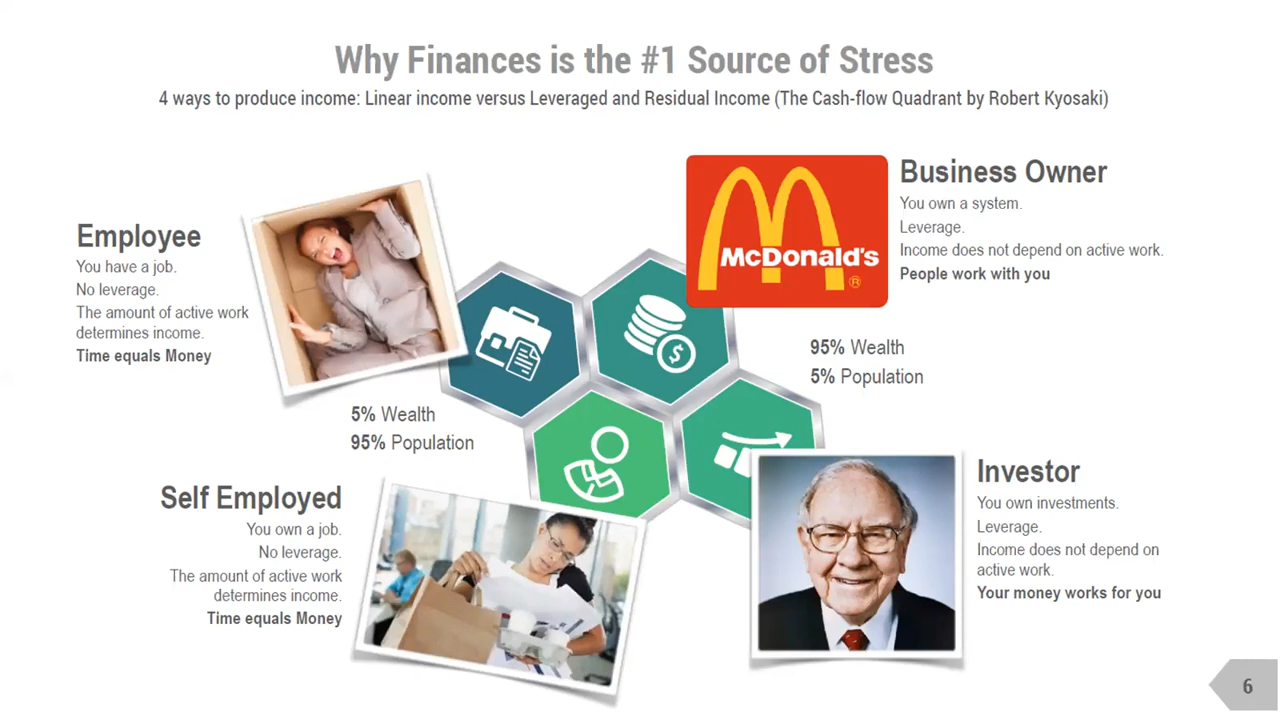 Why Finances is the #1 Source of Stress
4 ways to produce income: Linear income versus Leveraged and Residual Income (The Cash-flow Quadrant by Robert Kyosaki)
Employee
You have a job.
No leverage.
The amount of active work
determines income.
Time equals Money
McDonald's
®
Business Owner
You own a system.
Leverage.
Income does not depend on active work.
People work with you
95% Wealth
5% Population
5% Wealth
95% Population
Self Employed
You own a job.
No leverage.
The amount of active work
determines income.
Time equals Money
$
Investor
You own investments.
Leverage.
Income does not depend on
active work.
Your money works for you
6